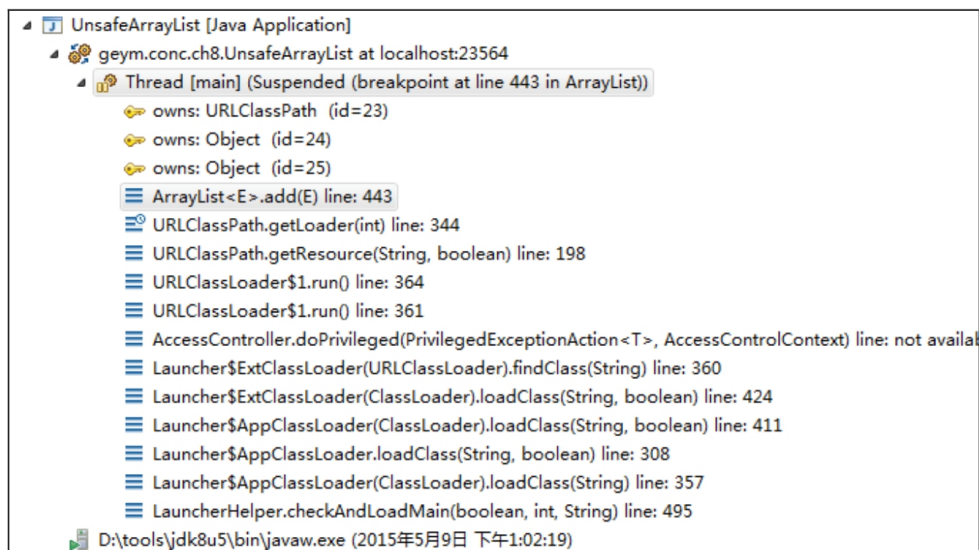 UnsafeArrayList [Java Application]
geym.conc.ch8.UnsafeArrayList at localhost:23564
Thread [main] (Suspended (breakpoint at line 443 in ArrayList))
owns: URLClassPath (id=23)
owns: Object (id=24)
owns: Object (id=25)
ArrayList<E>.add(E) line: 443
URLClassPath.getLoader(int) line: 344
URLClassPath.getResource(String, boolean) line: 198
URLClassLoader$1.run() line: 364
URLClassLoader$1.run() line: 361
AccessController.doPrivileged(PrivilegedExceptionAction<T>, AccessControlContext) line: not availab
Launcher$ExtClassLoader(URLClassLoader).findClass(String) line: 360
Launcher$ExtClassLoader(ClassLoader).loadClass(String, boolean) line: 424
Launcher$AppClassLoader(ClassLoader).loadClass(String, boolean) line: 411
Launcher$AppClassLoader.loadClass(String, boolean) line: 308
Launcher$AppClassLoader(ClassLoader).loadClass(String) line: 357
LauncherHelper.checkAndLoadMain(boolean, int, String) line: 495
D:\tools\jdk8u5\bin\javaw.exe (2015年5月9日 下午1:02:19)